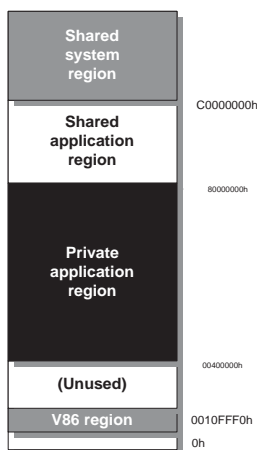 Shared
system
region
C0000000h
Shared
application
region
80000000h
Private
application
region
00400000h
(Unused)
V86 region
0010FFF0h
0h